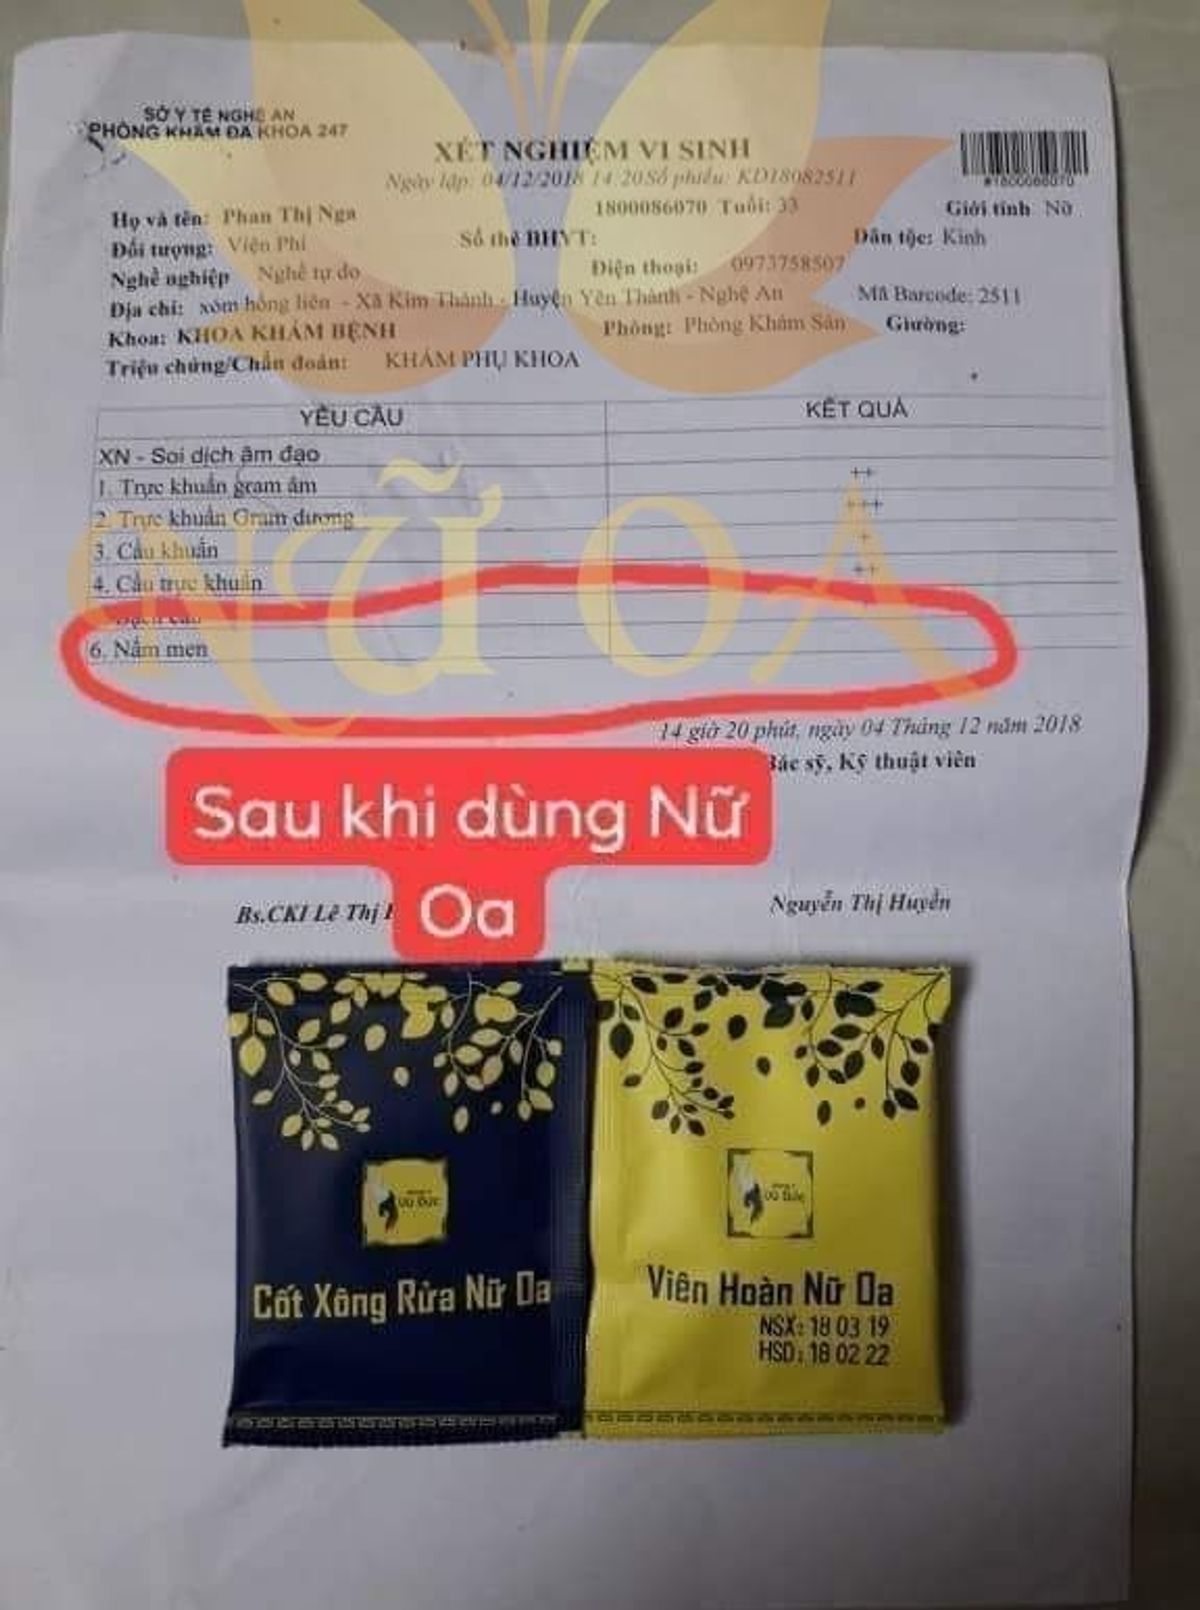 SỞ Y TẾ NGHỆ AN
PHÒNG KHÁM ĐA KHOA 247
XÉT NGHIỆM VI SINH
Ngày lập: 04/12/2018 14:20 Số phiếu: KD18082511
#1800086070
Họ và tên: Phan Thị Nga 1800086070 Tuổi: 33 Giới tính Nữ
Đối tượng: Viện Phí Số thẻ BHYT: Dân tộc: Kinh
Nghề nghiệp Nghề tự do Điện thoại: 0973758507
Địa chỉ: xóm hồng liên - Xã Kim Thành - Huyện Yên Thành - Nghệ An Mã Barcode: 2511
Khoa: KHOA KHÁM BỆNH Phòng: Phòng Khám Sản Giường:
Triệu chứng/Chẩn đoán: KHÁM PHỤ KHOA
YÊU CẦU KẾT QUẢ
XN - Soi dịch âm đạo
1. Trực khuẩn gram âm ++
2. Trực khuẩn Gram dương +++
3. Cầu khuẩn +
4. Cầu trực khuẩn ++
Bạch cầu
6. Nấm men
NỮ OA
14 giờ 20 phút, ngày 04 Tháng 12 năm 2018
Bác sỹ, Kỹ thuật viên
Sau khi dùng Nữ
Oa
Bs.CKI Lê Thị Nguyễn Thị Huyền
VŨ ĐỨC
VŨ ĐỨC
Cốt Xông Rửa Nữ Oa
Viên Hoàn Nữ Oa
NSX: 18 03 19
HSD: 18 02 22